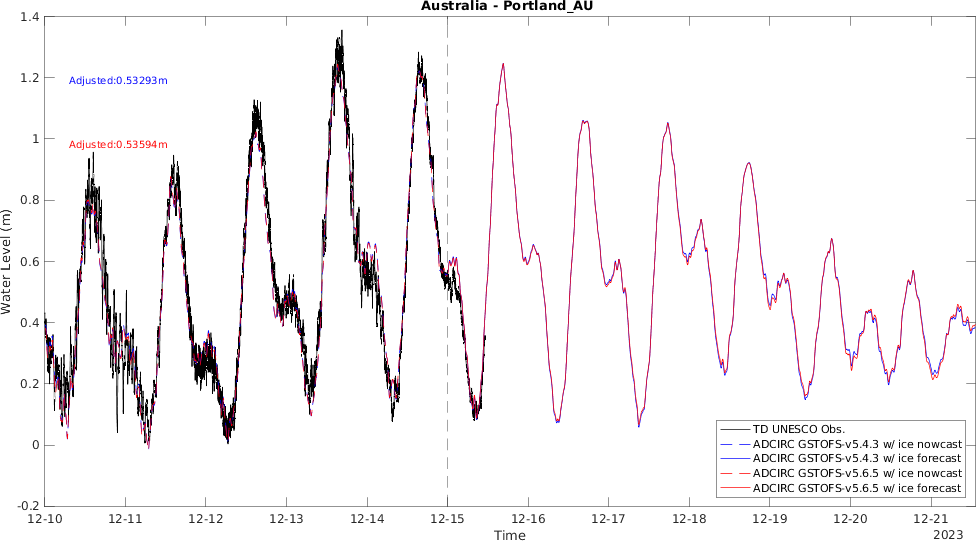 Australia - Portland_AU
1.4
1.2
1
0.8
0.6
0.4
0.2
0
-0.2
Water Level (m)
Adjusted:0.53293m
Adjusted:0.53594m
TD UNESCO Obs.
ADCIRC GSTOFS-v5.4.3 w/ ice nowcast
ADCIRC GSTOFS-v5.4.3 w/ ice forecast
ADCIRC GSTOFS-v5.6.5 w/ ice nowcast
ADCIRC GSTOFS-v5.6.5 w/ ice forecast
12-10 12-11 12-12 12-13 12-14 12-15 12-16 12-17 12-18 12-19 12-20 12-21
2023
Time